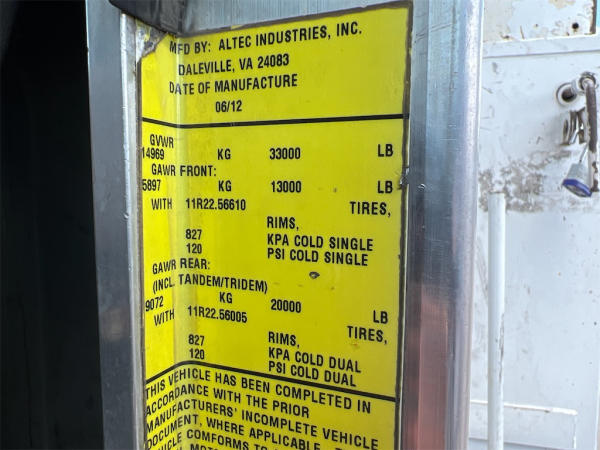 MFD BY: ALTEC INDUSTRIES, INC.
DALEVILLE, VA 24083
DATE OF MANUFACTURE
06/12
GVWR
14969 KG 33000 LB
GAWR FRONT:
5897 KG 13000 LB
WITH 11R22.56610 TIRES,
RIMS,
827 KPA COLD SINGLE
120 PSI COLD SINGLE
GAWR REAR:
(INCL. TANDEM/TRIDEM)
9072 KG 20000 LB
WITH 11R22.56005 TIRES,
RIMS,
827 KPA COLD DUAL
120 PSI COLD DUAL
THIS VEHICLE HAS BEEN COMPLETED IN
ACCORDANCE WITH THE PRIOR
MANUFACTURERS' INCOMPLETE VEHICLE
DOCUMENT, WHERE APPLICABLE.
VEHICLE CONFORMS TO